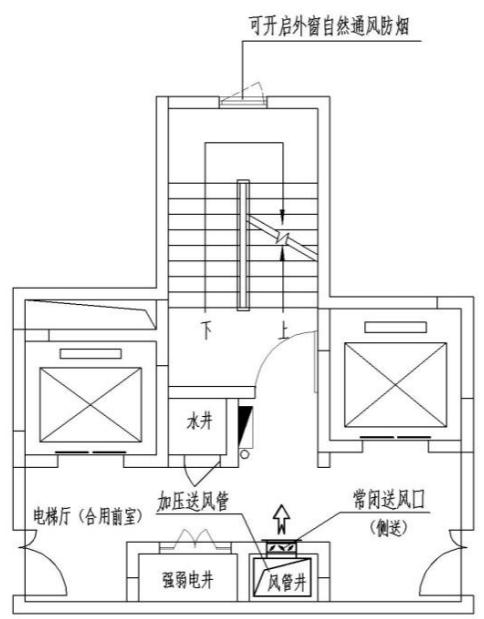 可开启外窗自然通风防烟
下
上
水井
电梯厅（合用前室）
加压送风管
常闭送风口
（侧送）
强弱电井
风管井